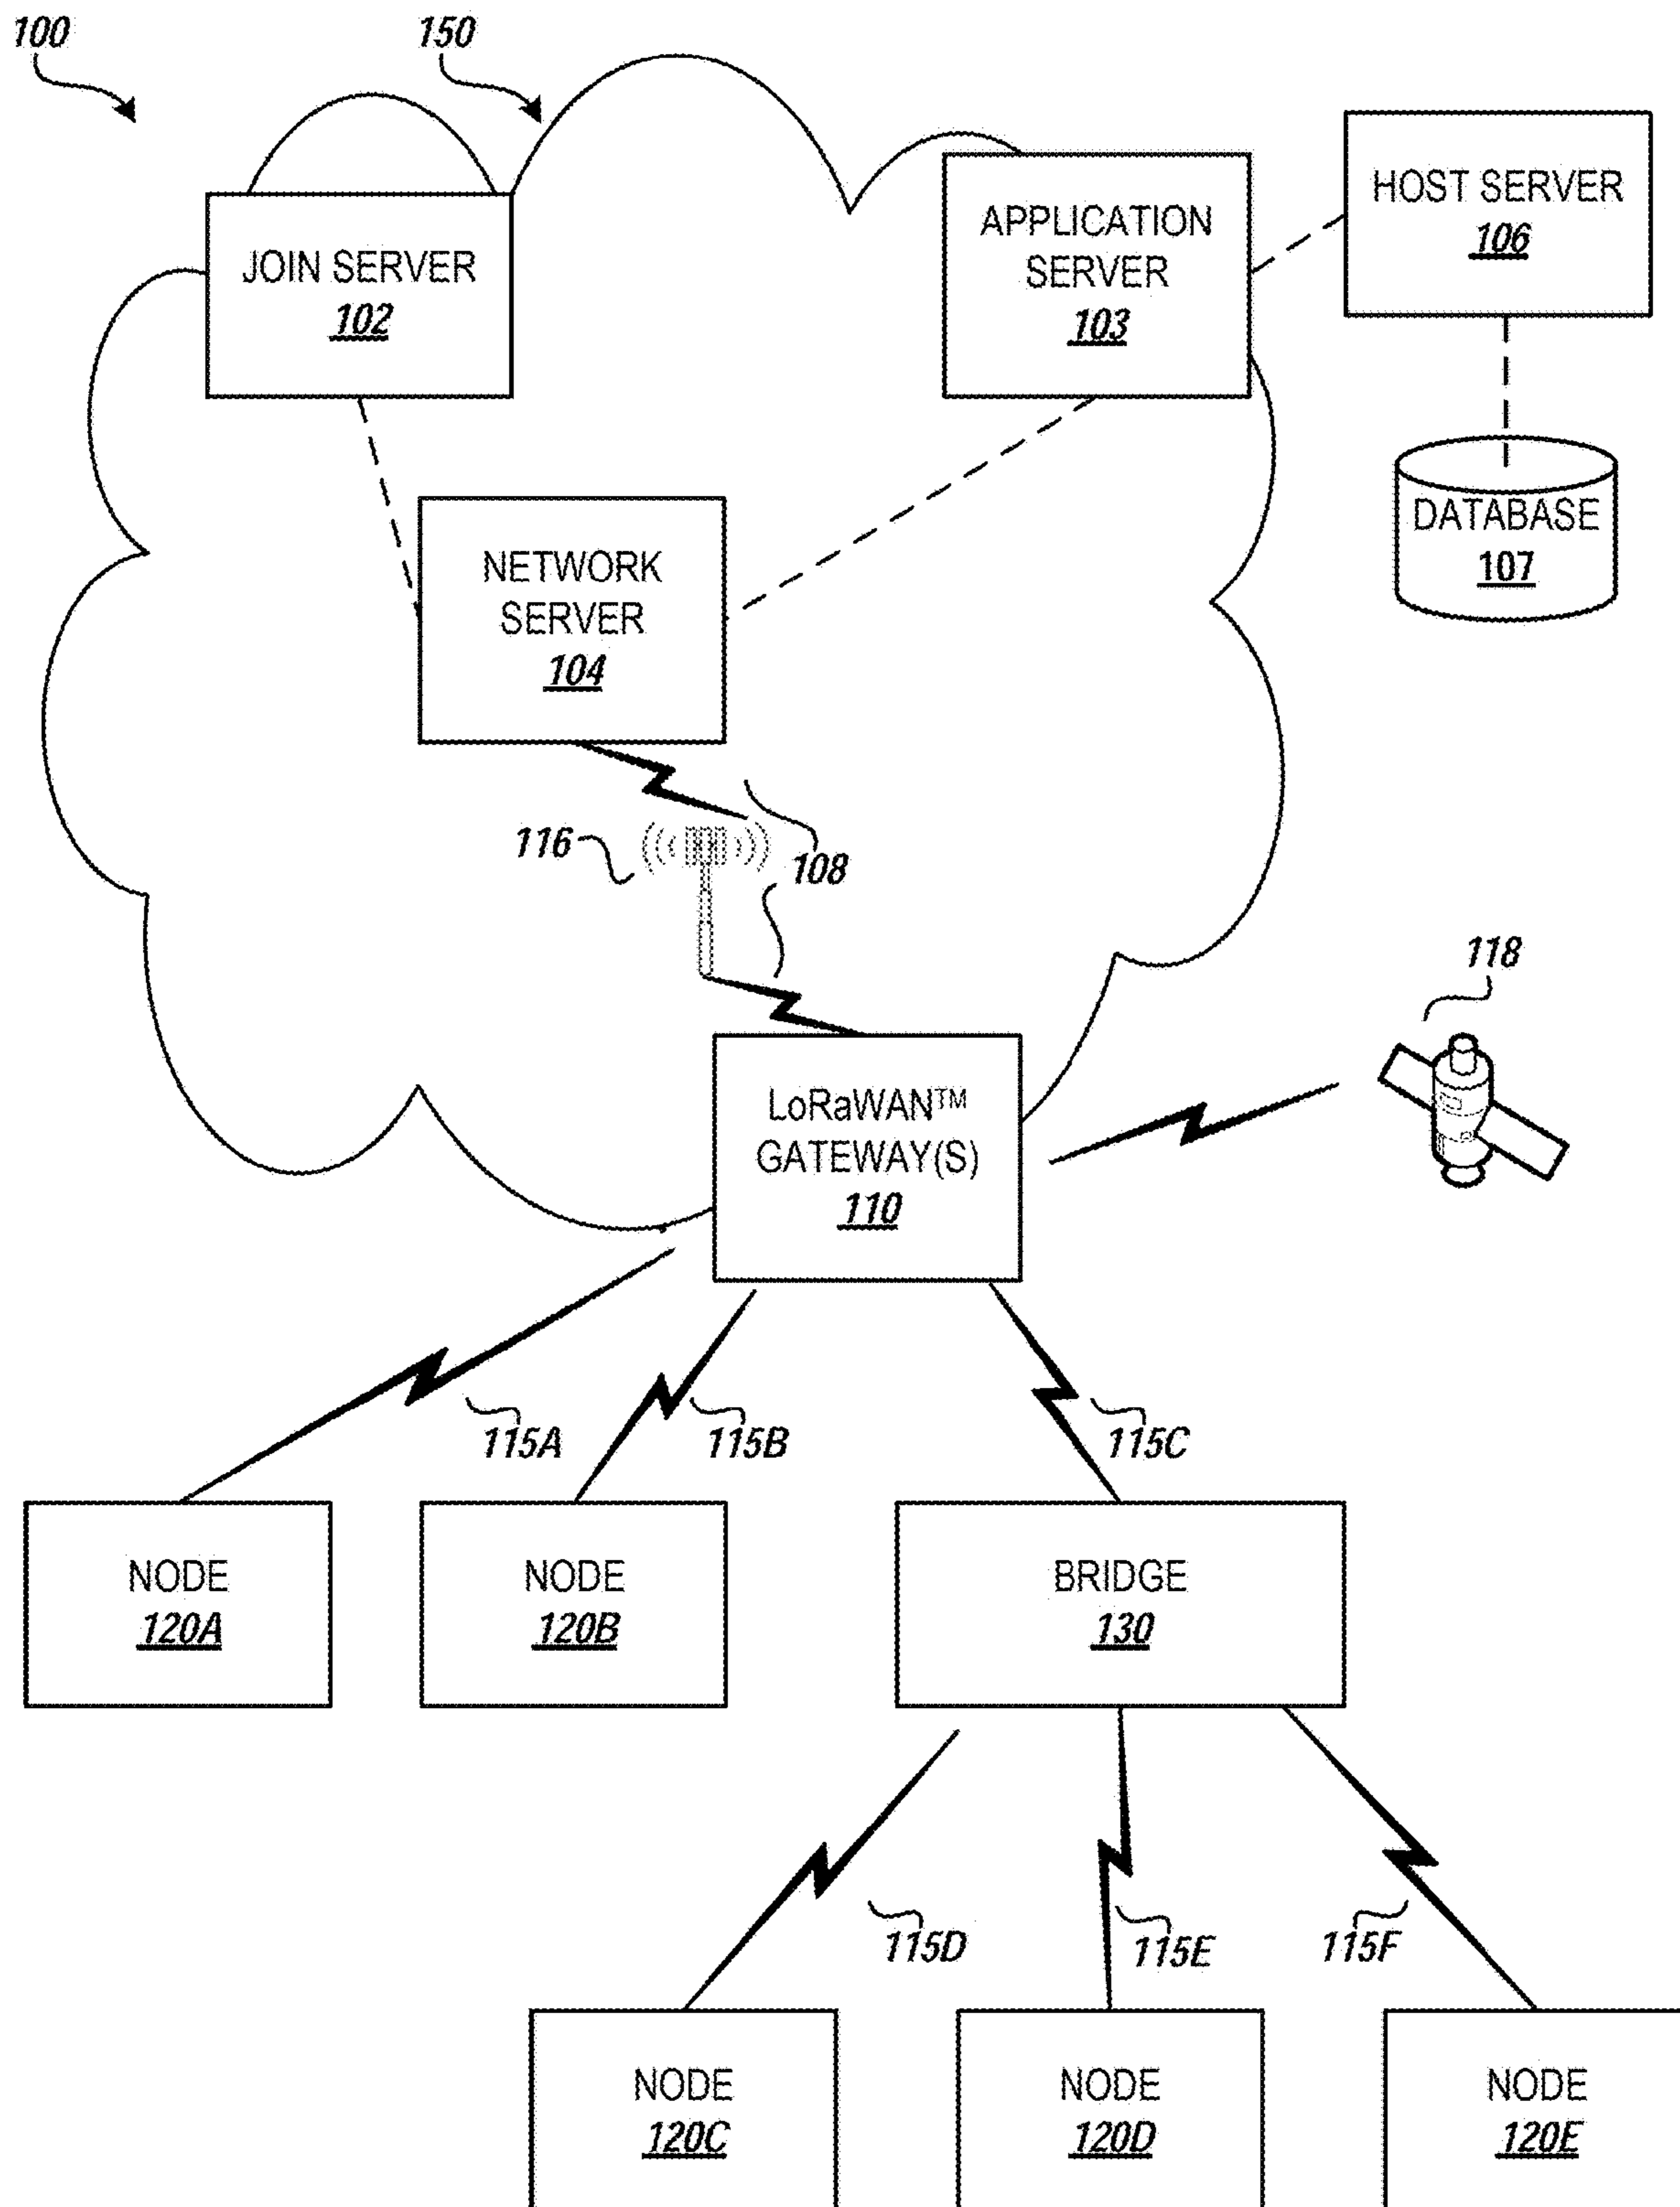 100
150
JOIN SERVER
102
APPLICATION
SERVER
103
HOST SERVER
106
DATABASE
107
NETWORK
SERVER
104
116
108
118
LoRaWAN™
GATEWAY(S)
110
115A
115B
115C
NODE
120A
NODE
120B
BRIDGE
130
115D
115E
115F
NODE
120C
NODE
120D
NODE
120E